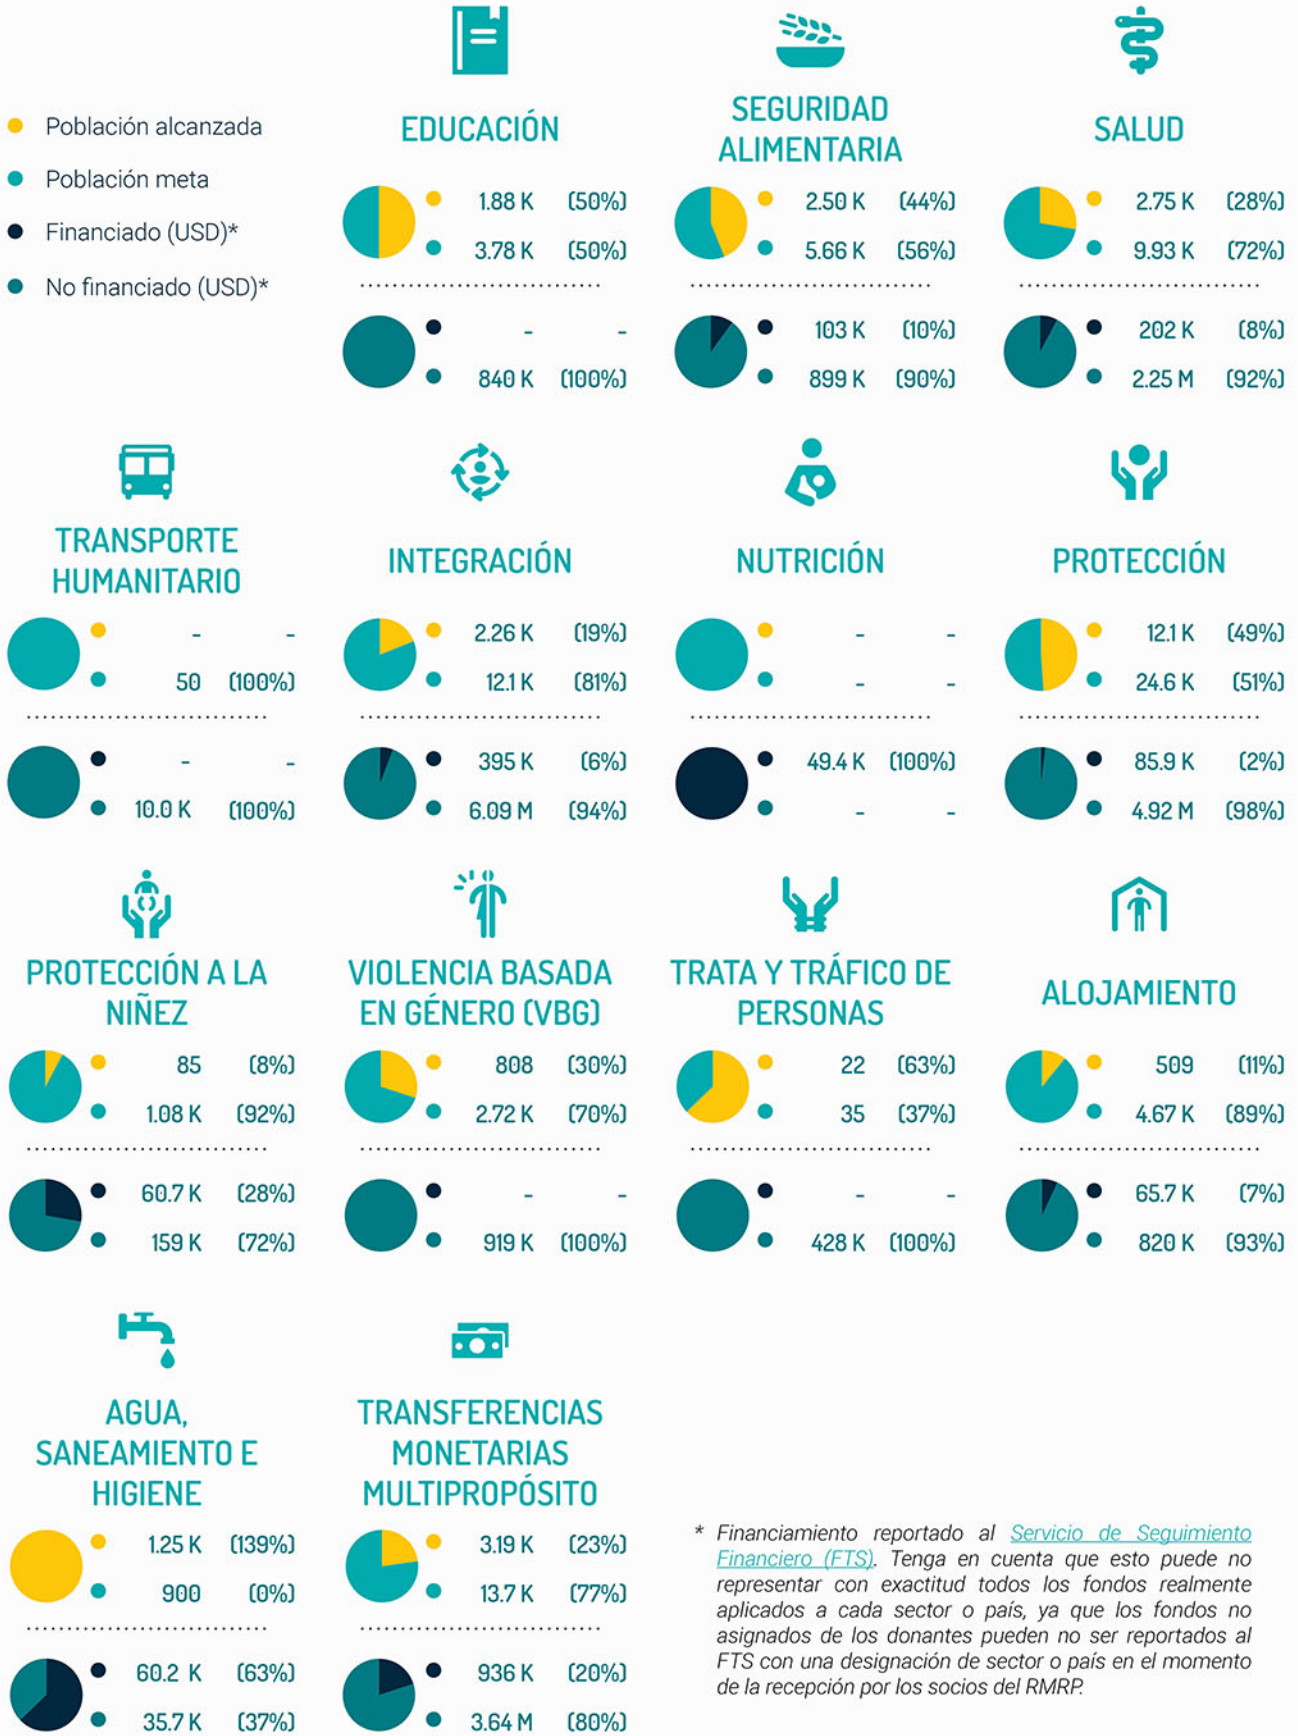 Población alcanzada
Población meta
Financiado (USD)*
No financiado (USD)*
EDUCACIÓN
1.88 K (50%)
3.78 K (50%)
- -
840 K (100%)
SEGURIDAD
ALIMENTARIA
2.50 K (44%)
5.66 K (56%)
103 K (10%)
899 K (90%)
SALUD
2.75 K (28%)
9.93 K (72%)
202 K (8%)
2.25 M (92%)
TRANSPORTE
HUMANITARIO
- -
50 (100%)
- -
10.0 K (100%)
INTEGRACIÓN
2.26 K (19%)
12.1 K (81%)
395 K (6%)
6.09 M (94%)
NUTRICIÓN
- -
- -
49.4 K (100%)
- -
PROTECCIÓN
12.1 K (49%)
24.6 K (51%)
85.9 K (2%)
4.92 M (98%)
PROTECCIÓN A LA
NIÑEZ
85 (8%)
1.08 K (92%)
60.7 K (28%)
159 K (72%)
VIOLENCIA BASADA
EN GÉNERO (VBG)
808 (30%)
2.72 K (70%)
- -
919 K (100%)
TRATA Y TRÁFICO DE
PERSONAS
22 (63%)
35 (37%)
- -
428 K (100%)
ALOJAMIENTO
509 (11%)
4.67 K (89%)
65.7 K (7%)
820 K (93%)
AGUA,
SANEAMIENTO E
HIGIENE
1.25 K (139%)
900 (0%)
60.2 K (63%)
35.7 K (37%)
TRANSFERENCIAS
MONETARIAS
MULTIPROPÓSITO
3.19 K (23%)
13.7 K (77%)
936 K (20%)
3.64 M (80%)
* Financiamiento reportado al Servicio de Seguimiento
Financiero (FTS). Tenga en cuenta que esto puede no
representar con exactitud todos los fondos realmente
aplicados a cada sector o país, ya que los fondos no
asignados de los donantes pueden no ser reportados al
FTS con una designación de sector o país en el momento
de la recepción por los socios del RMRP.